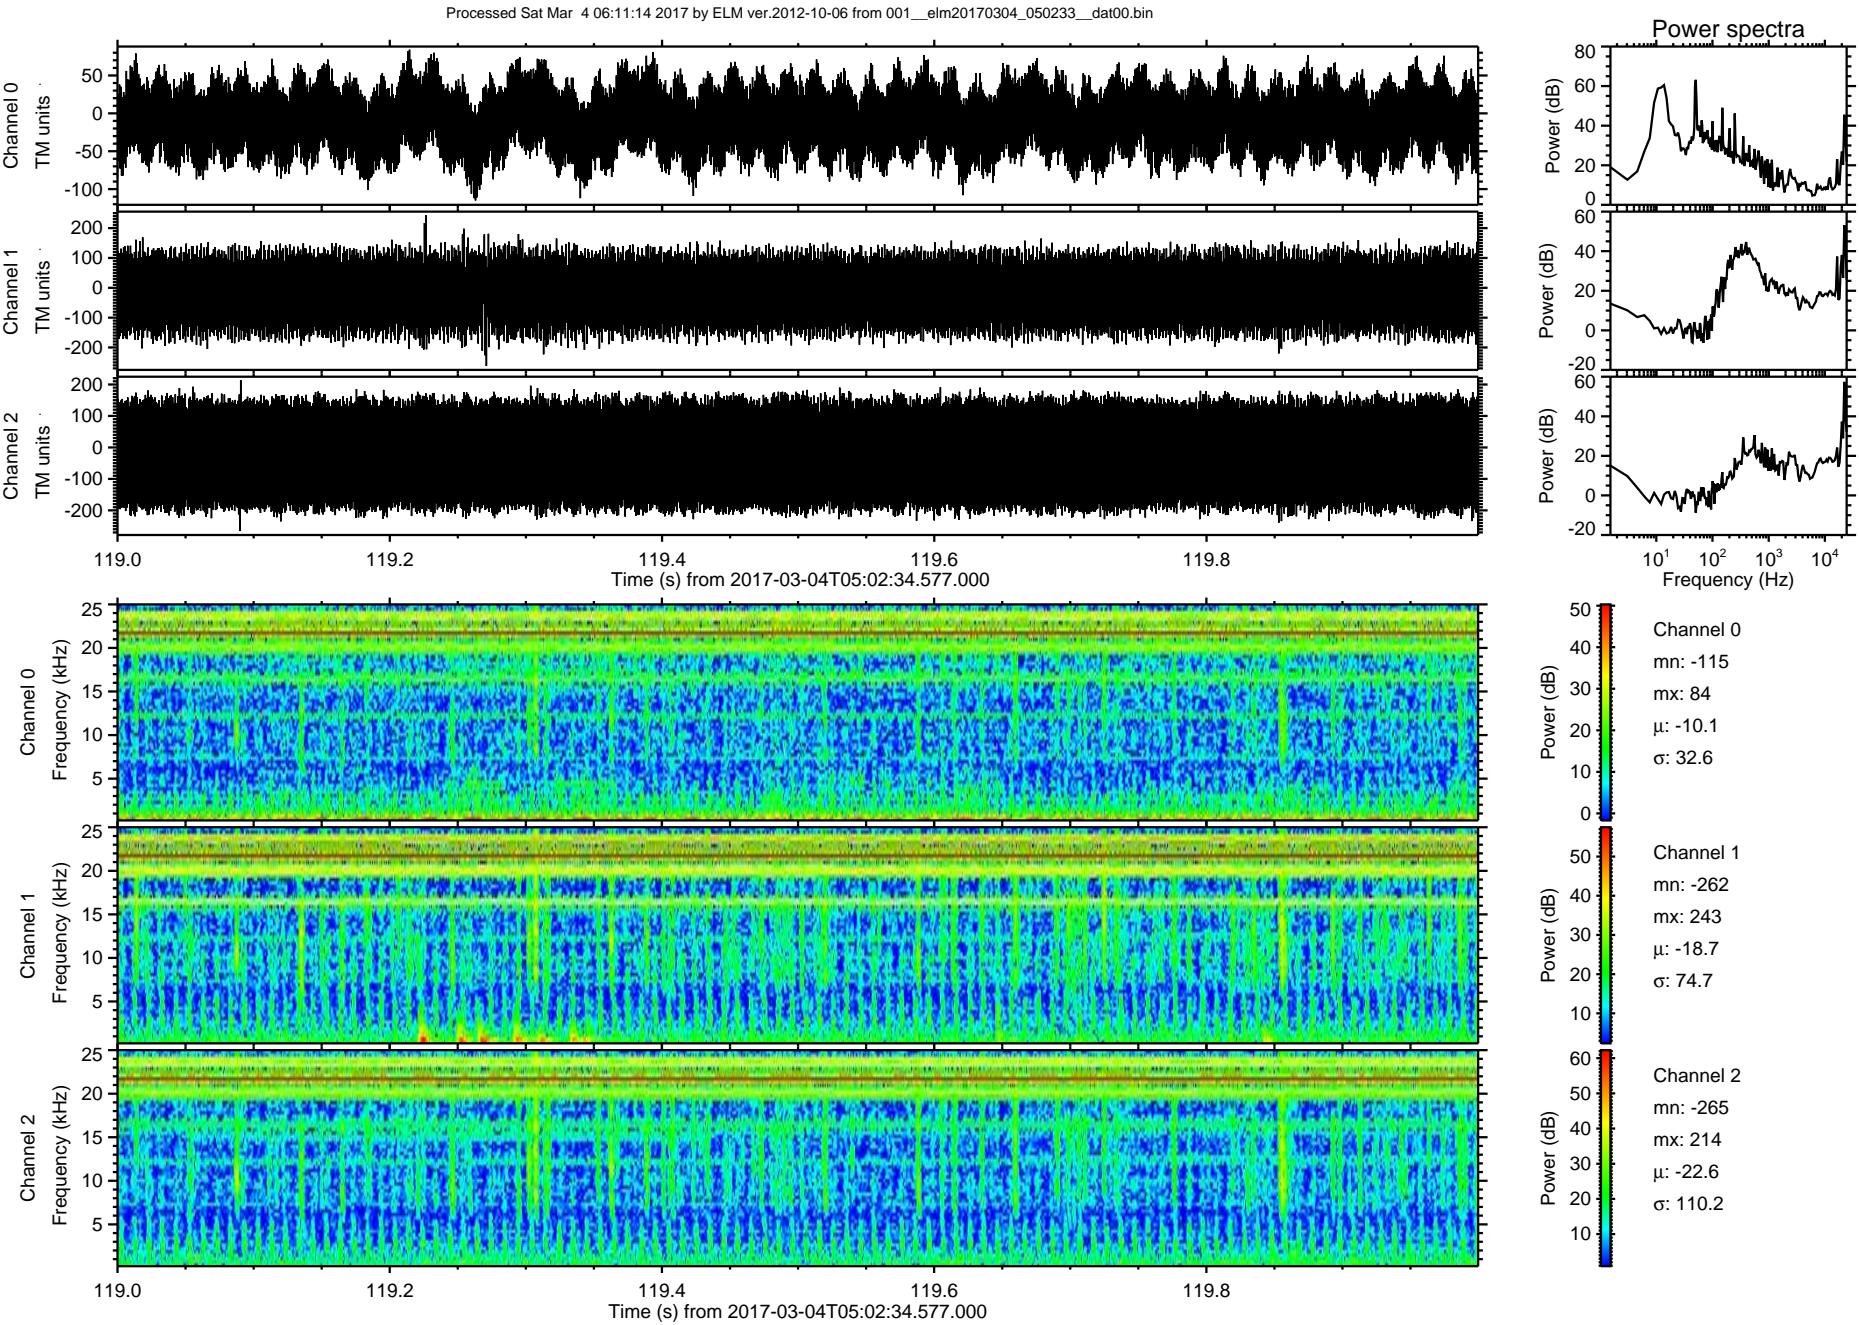 Processed Sat Mar  4 06:11:14 2017 by ELM ver.2012-10-06 from 001__elm20170304_050233__dat00.bin
Power spectra
Channel 0
TM units
50
0
-50
-100
Power (dB)
80
60
40
20
0
Channel 1
TM units
200
100
0
-100
-200
Power (dB)
60
40
20
0
-20
Channel 2
TM units
200
100
0
-100
-200
Power (dB)
60
40
20
0
-20
119.0 119.2 119.4 119.6 119.8
Time (s) from 2017-03-04T05:02:34.577.000
10¹ 10² 10³ 10⁴
Frequency (Hz)
Channel 0
Frequency (kHz)
25
20
15
10
5
Power (dB)
50
40
30
20
10
0
Channel 0
mn: -115
mx: 84
μ: -10.1
σ: 32.6
Channel 1
Frequency (kHz)
25
20
15
10
5
Power (dB)
50
40
30
20
10
Channel 1
mn: -262
mx: 243
μ: -18.7
σ: 74.7
Channel 2
Frequency (kHz)
25
20
15
10
5
Power (dB)
60
50
40
30
20
10
Channel 2
mn: -265
mx: 214
μ: -22.6
σ: 110.2
119.0 119.2 119.4 119.6 119.8
Time (s) from 2017-03-04T05:02:34.577.000